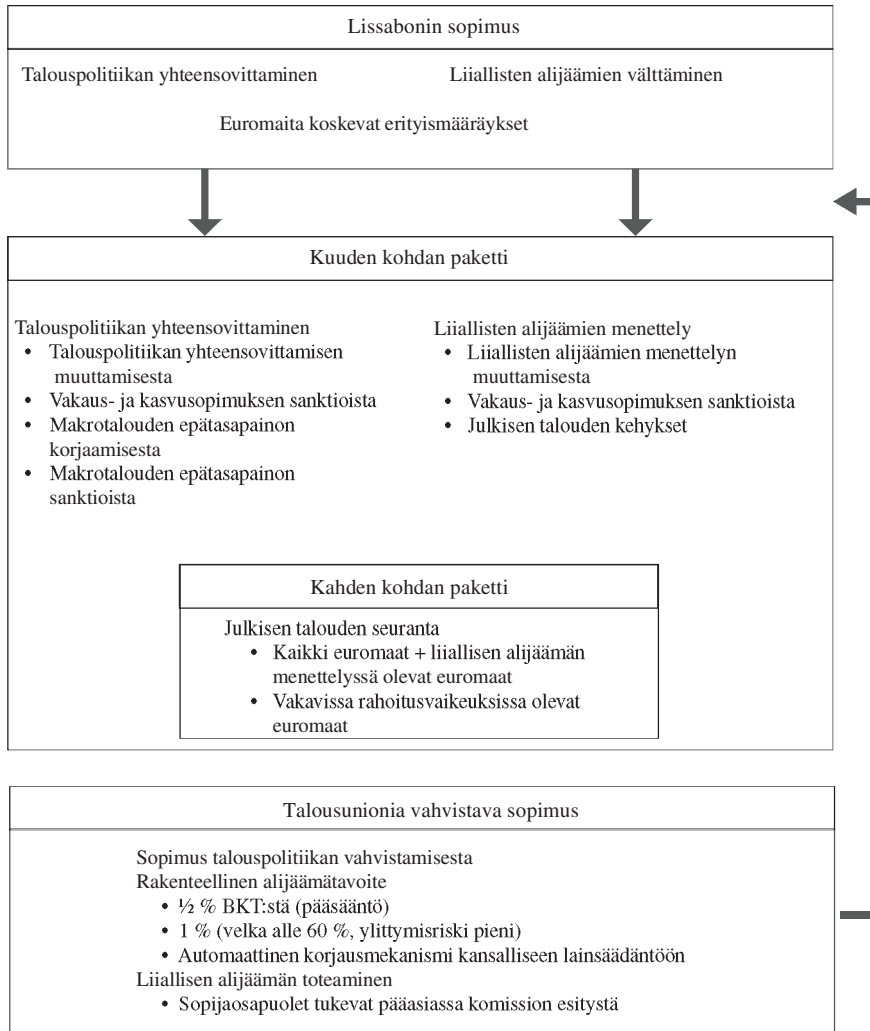 Lissabonin sopimus
Talouspolitiikan yhteensovittaminen
Liiallisten alijäämien välttäminen
Euromaita koskevat erityismääräykset
Kuuden kohdan paketti
Talouspolitiikan yhteensovittaminen
• Talouspolitiikan yhteensovittamisen
muuttamisesta
• Vakaus- ja kasvusopimuksen sanktioista
• Makrotalouden epätasapainon
korjaamisesta
• Makrotalouden epätasapainon
sanktioista
Liiallisten alijäämien menettely
• Liiallisten alijäämien menettelyn
muuttamisesta
• Vakaus- ja kasvusopimuksen sanktioista
• Julkisen talouden kehykset
Kahden kohdan paketti
Julkisen talouden seuranta
• Kaikki euromaat + liiallisen alijäämän
menettelyssä olevat euromaat
• Vakavissa rahoitusvaikeuksissa olevat
euromaat
Talousunionia vahvistava sopimus
Sopimus talouspolitiikan vahvistamisesta
Rakenteellinen alijäämätavoite
• ½ % BKT:stä (pääsääntö)
• 1 % (velka alle 60 %, ylittymisriski pieni)
• Automaattinen korjausmekanismi kansalliseen lainsäädäntöön
Liiallisen alijäämän toteaminen
• Sopijaosapuolet tukevat pääasiassa komission esitystä